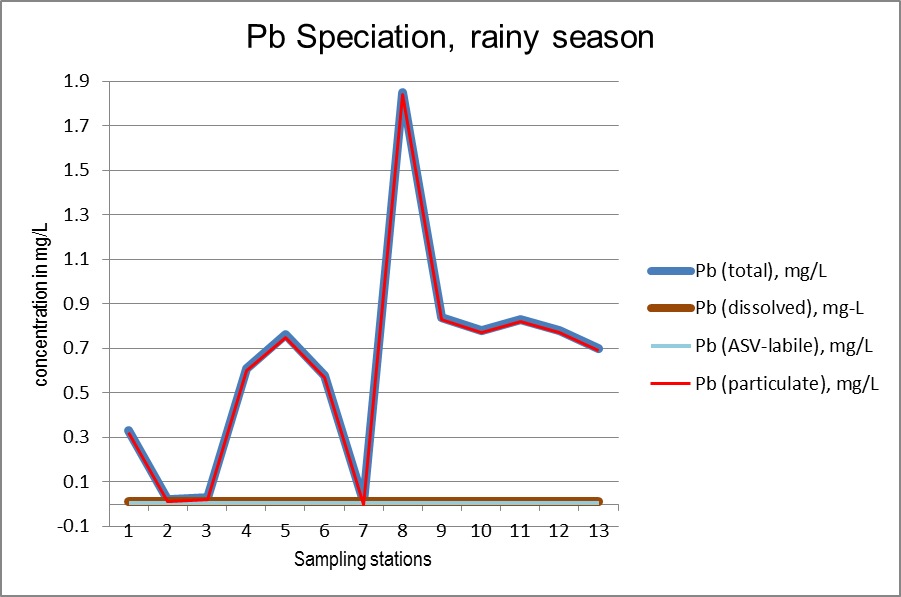 Pb Speciation, rainy season
1.9
1.7
1.5
1.3
1.1
0.9
0.7
0.5
0.3
0.1
-0.1
concentration in mg/L
1 2 3 4 5 6 7 8 9 10 11 12 13
Sampling stations
Pb (total), mg/L
Pb (dissolved), mg-L
Pb (ASV-labile), mg/L
Pb (particulate), mg/L